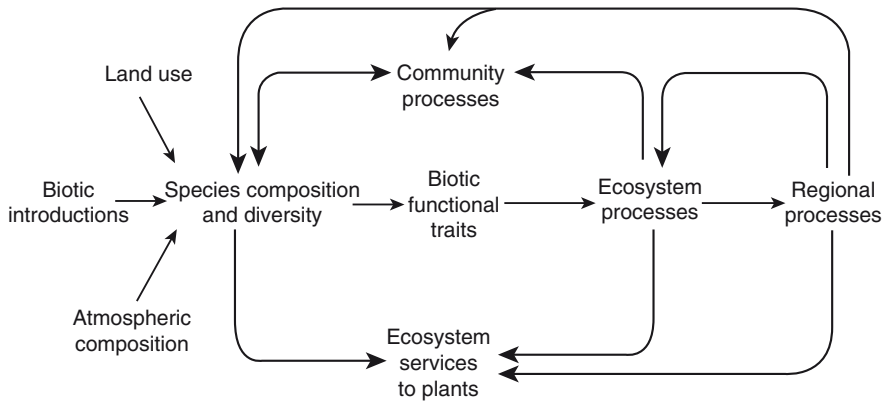 Land use
Community
processes
Biotic
introductions
Species composition
and diversity
Biotic
functional
traits
Ecosystem
processes
Regional
processes
Atmospheric
composition
Ecosystem
services
to plants